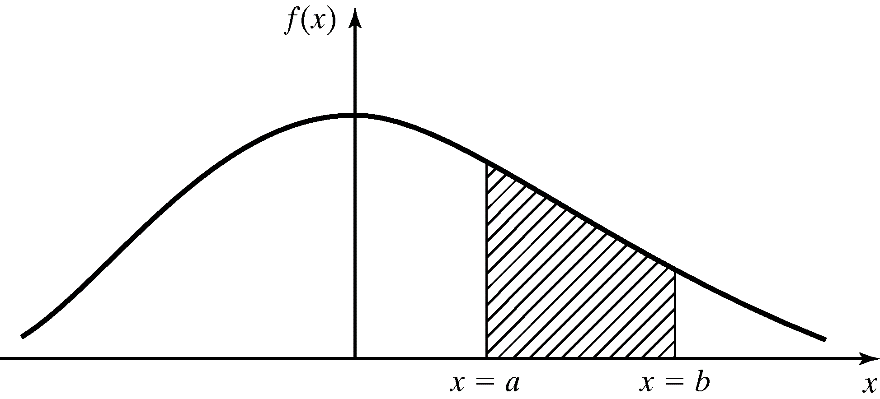 f(x)
x = a
x = b
x